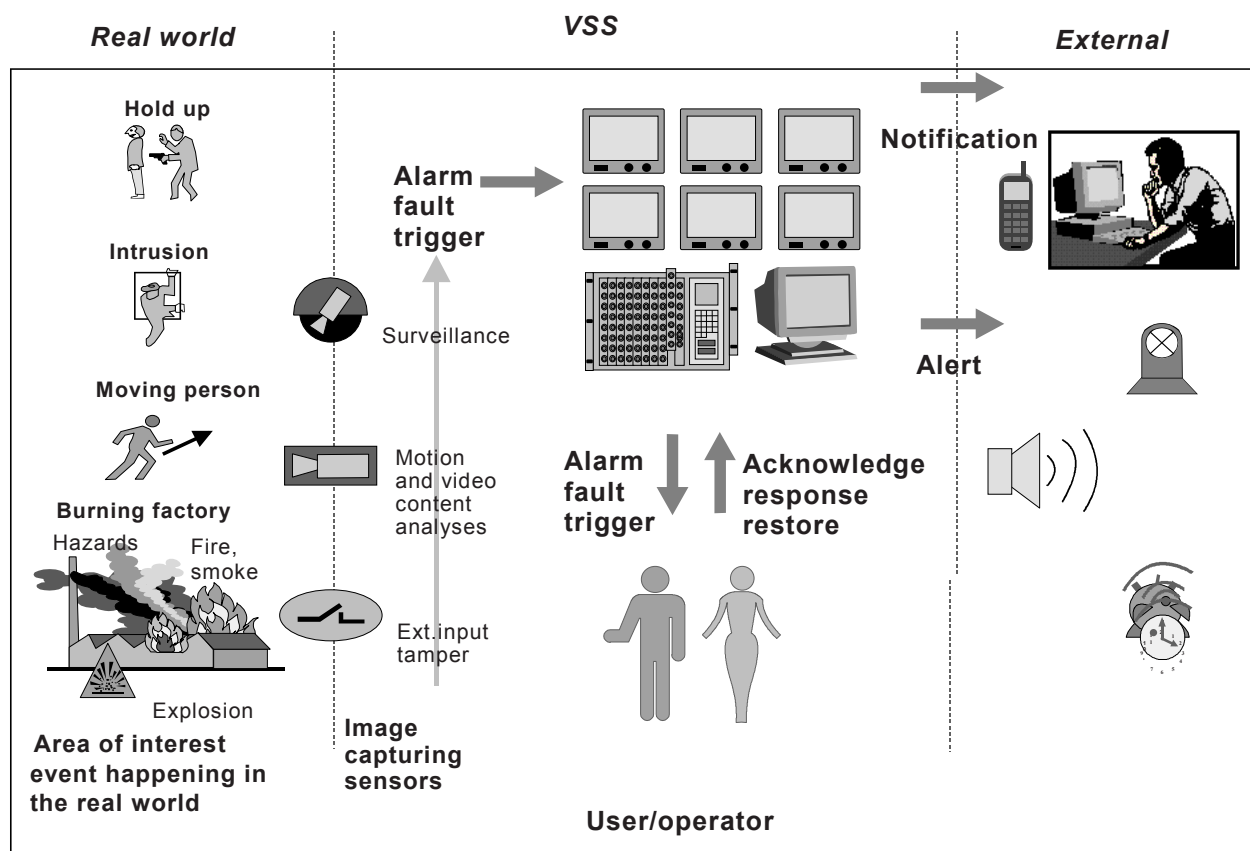 Real world
VSS
External
Hold up
Intrusion
Moving person
Burning factory
Hazards
Fire,
smoke
Explosion
Area of interest
event happening in
the real world
Alarm
fault
trigger
Surveillance
Motion
and video
content
analyses
Ext.input
tamper
Image
capturing
sensors
Alarm
fault
trigger
Acknowledge
response
restore
User/operator
Notification
Alert